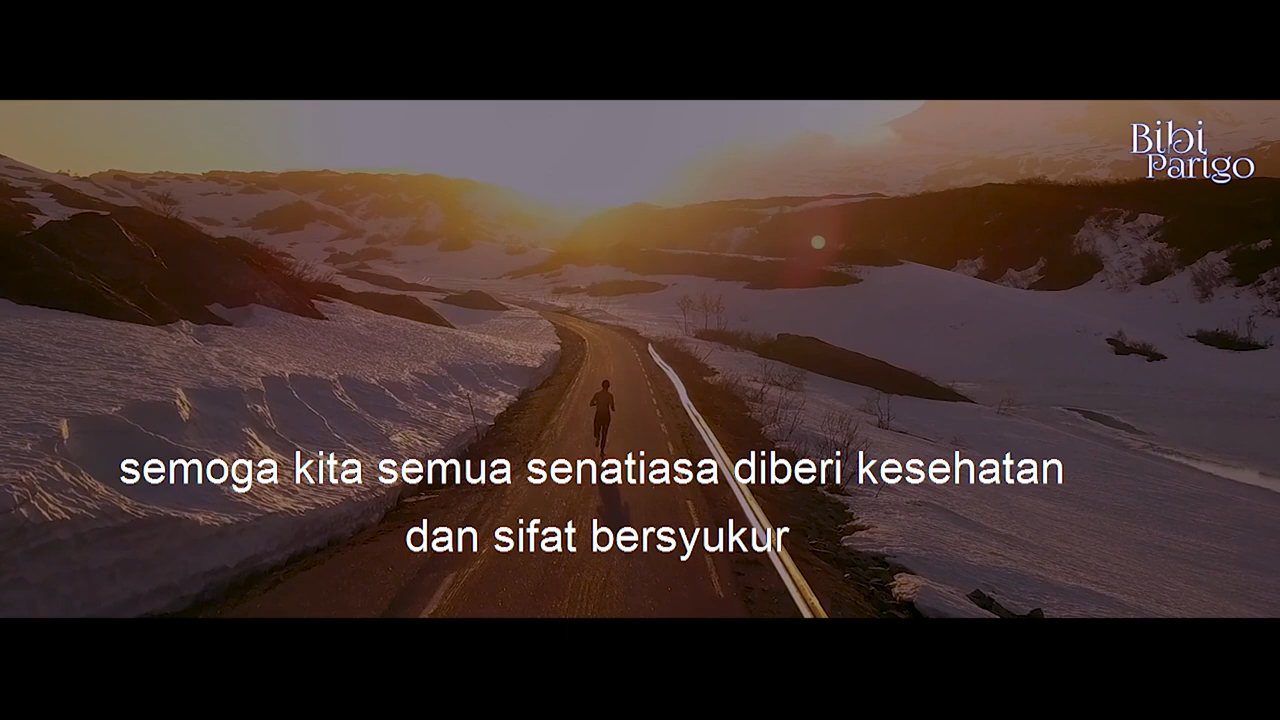 Bibi
Parigo
semoga kita semua senatiasa diberi kesehatan
dan sifat bersyukur